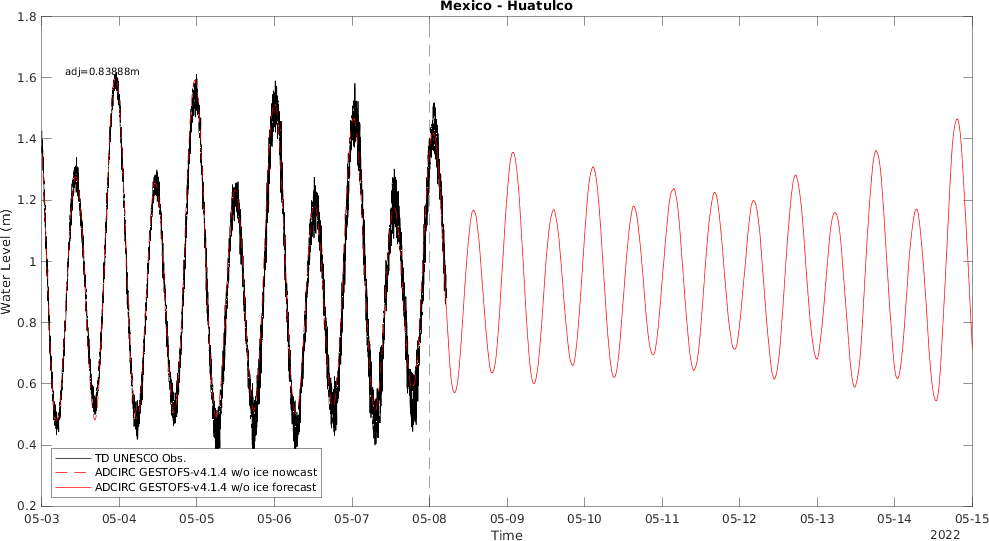 Mexico - Huatulco
1.8
1.6
1.4
1.2
1
0.8
0.6
0.4
0.2
Water Level (m)
adj=0.83888m
TD UNESCO Obs.
ADCIRC GESTOFS-v4.1.4 w/o ice nowcast
ADCIRC GESTOFS-v4.1.4 w/o ice forecast
05-03 05-04 05-05 05-06 05-07 05-08 05-09 05-10 05-11 05-12 05-13 05-14 05-15
Time
2022